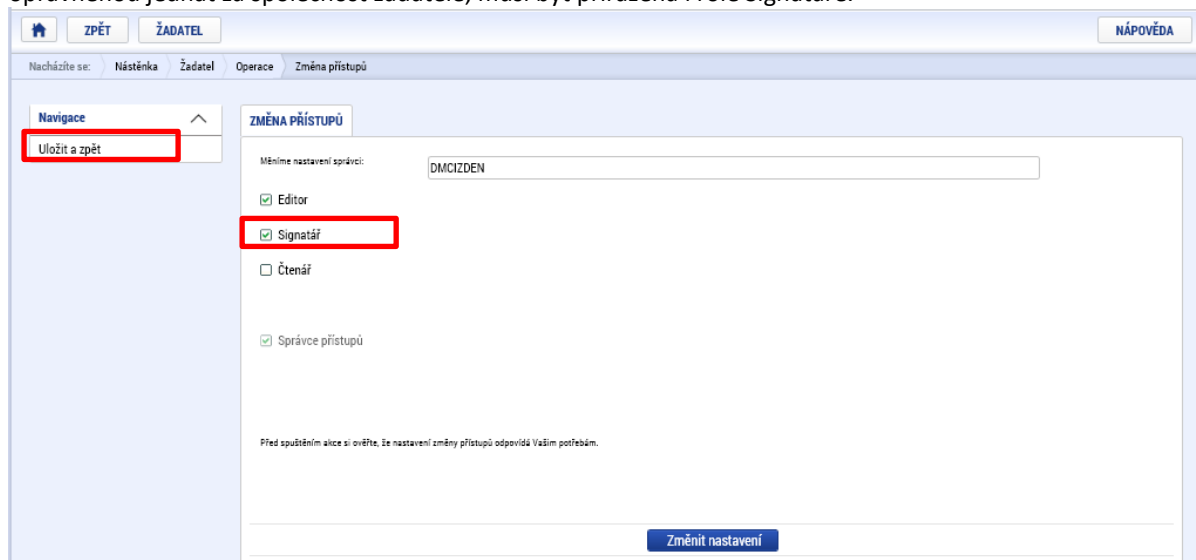 oprávněnou jednat za společnost žadatele, musí být přiřazena i role signatáře.
ZPĚT ŽADATEL NÁPOVĚDA
Nacházíte se: Nástěnka Žadatel Operace Změna přístupů
Navigace
Uložit a zpět
ZMĚNA PŘÍSTUPŮ
Měníme nastavení správci: DMCIZDEN
Editor
Signatář
Čtenář
Správce přístupů
Před spuštěním akce si ověřte, že nastavení změny přístupů odpovídá Vašim potřebám.
Změnit nastavení